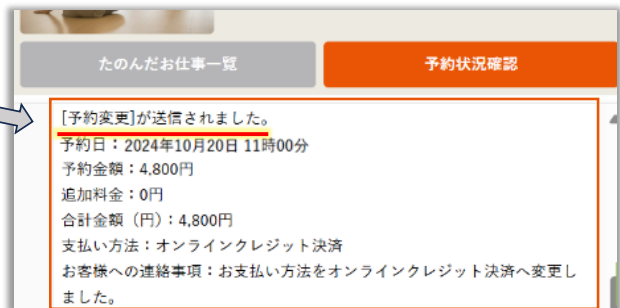 たのんだお仕事一覧
予約状況確認
[予約変更]が送信されました。
予約日：2024年10月20日 11時00分
予約金額：4,800円
追加料金：0円
合計金額（円）：4,800円
支払い方法：オンラインクレジット決済
お客様への連絡事項：お支払い方法をオンラインクレジット決済へ変更し
ました。